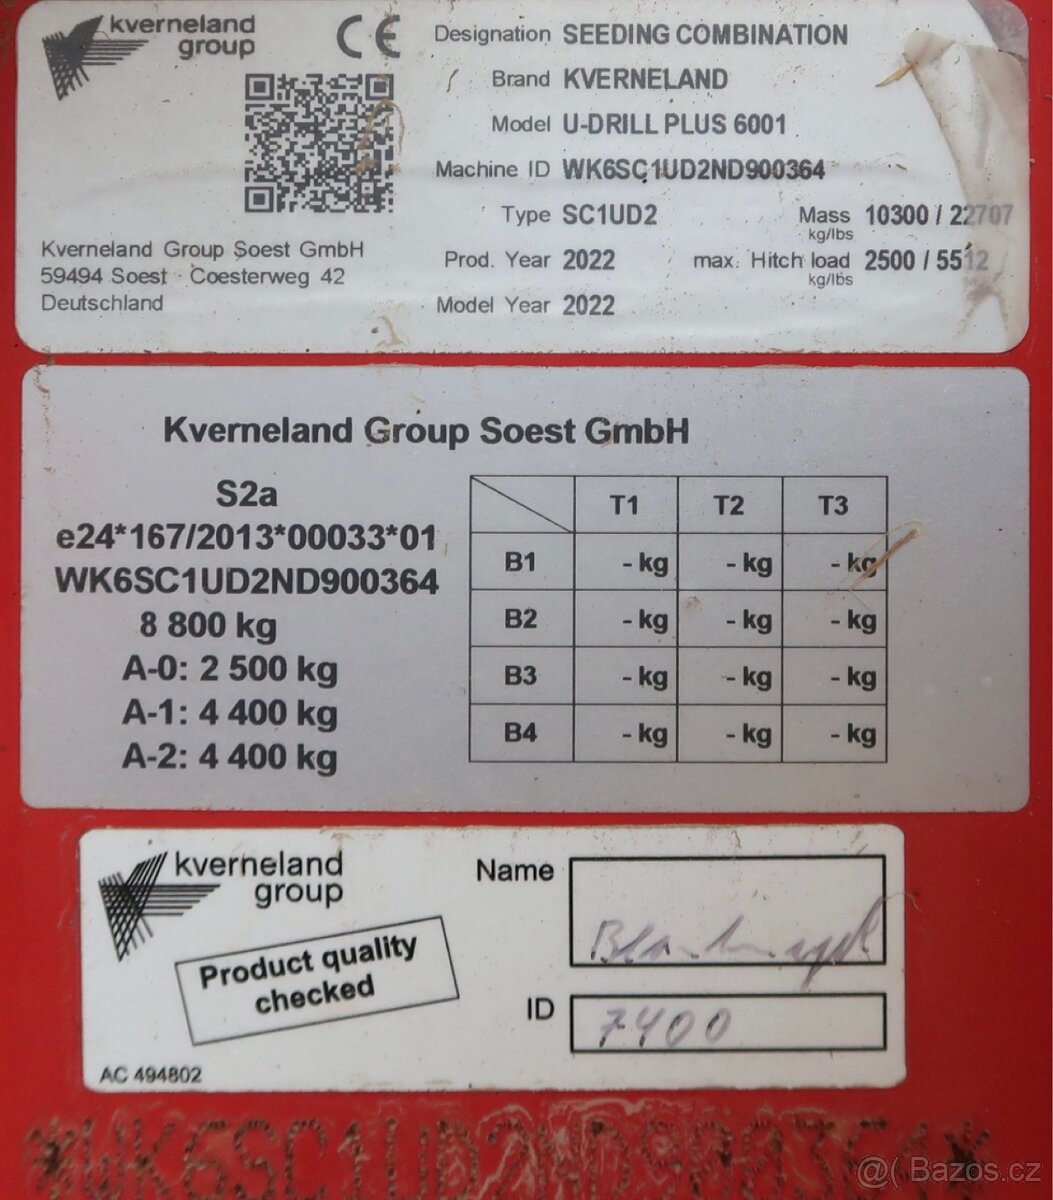 kverneland
group
CE
Designation SEEDING COMBINATION
Brand KVERNELAND
Model U-DRILL PLUS 6001
Machine ID WK6SC1UD2ND900364
Type SC1UD2 Mass 10300 / 22707
kg/lbs
Prod. Year 2022 max. Hitch load 2500 / 5512
kg/lbs
Model Year 2022
Kverneland Group Soest GmbH
59494 Soest · Coesterweg 42
Deutschland
Kverneland Group Soest GmbH
S2a
e24*167/2013*00033*01
WK6SC1UD2ND900364
8 800 kg
A-0: 2 500 kg
A-1: 4 400 kg
A-2: 4 400 kg
T1 T2 T3
B1 - kg - kg - kg
B2 - kg - kg - kg
B3 - kg - kg - kg
B4 - kg - kg - kg
kverneland
group
Product quality
checked
Name
ID 7400
AC 494802
*WK6SC1UD2ND900364*
@( Bazos.cz